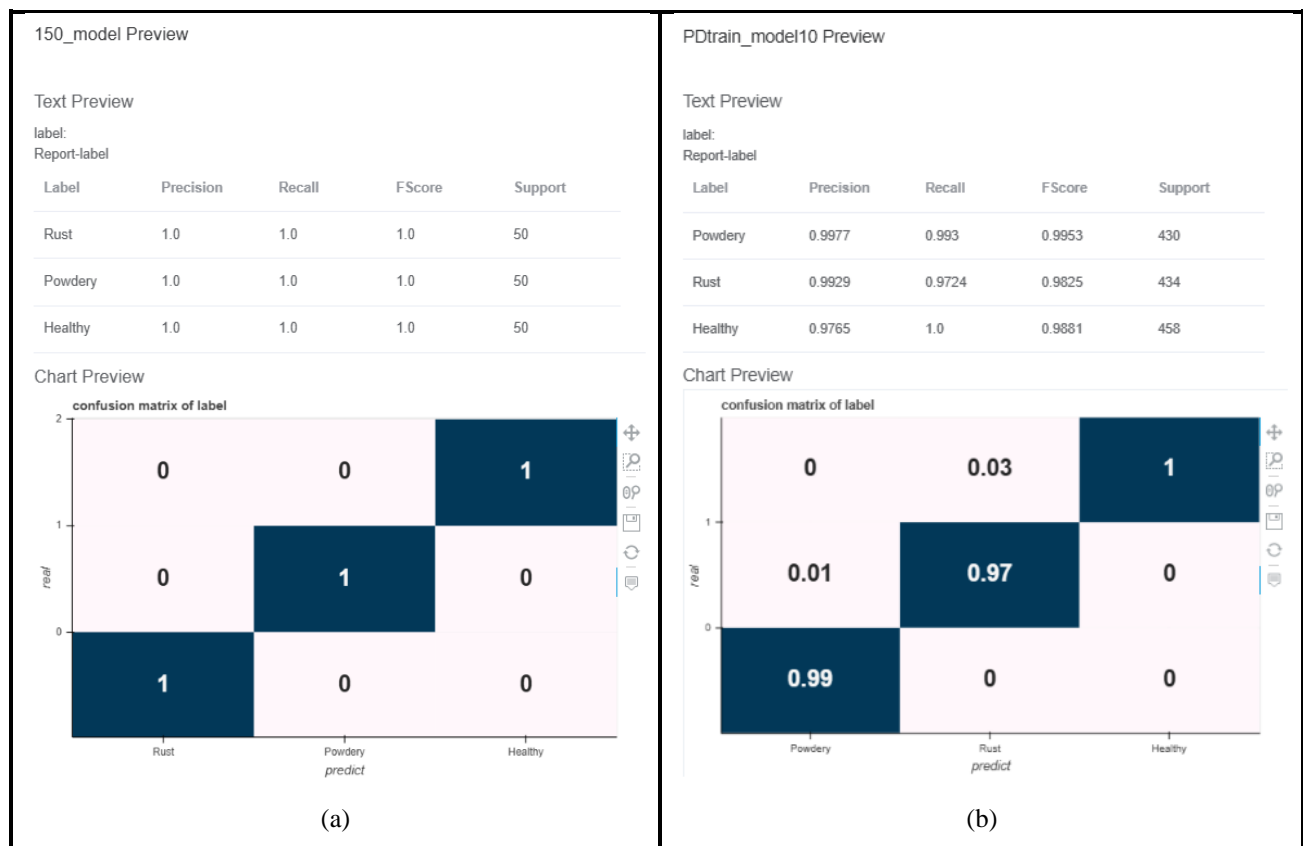 150_model Preview
Text Preview
label:
Report-label
Label Precision Recall FScore Support
Rust 1.0 1.0 1.0 50
Powdery 1.0 1.0 1.0 50
Healthy 1.0 1.0 1.0 50
Chart Preview
confusion matrix of label
2
0 0 1
1
real
0 1 0
0
1 0 0
Rust Powdery Healthy
predict
(a)
PDtrain_model10 Preview
Text Preview
label:
Report-label
Label Precision Recall FScore Support
Powdery 0.9977 0.993 0.9953 430
Rust 0.9929 0.9724 0.9825 434
Healthy 0.9765 1.0 0.9881 458
Chart Preview
confusion matrix of label
0 0.03 1
1
real
0.01 0.97 0
0
0.99 0 0
Powdery Rust Healthy
predict
(b)